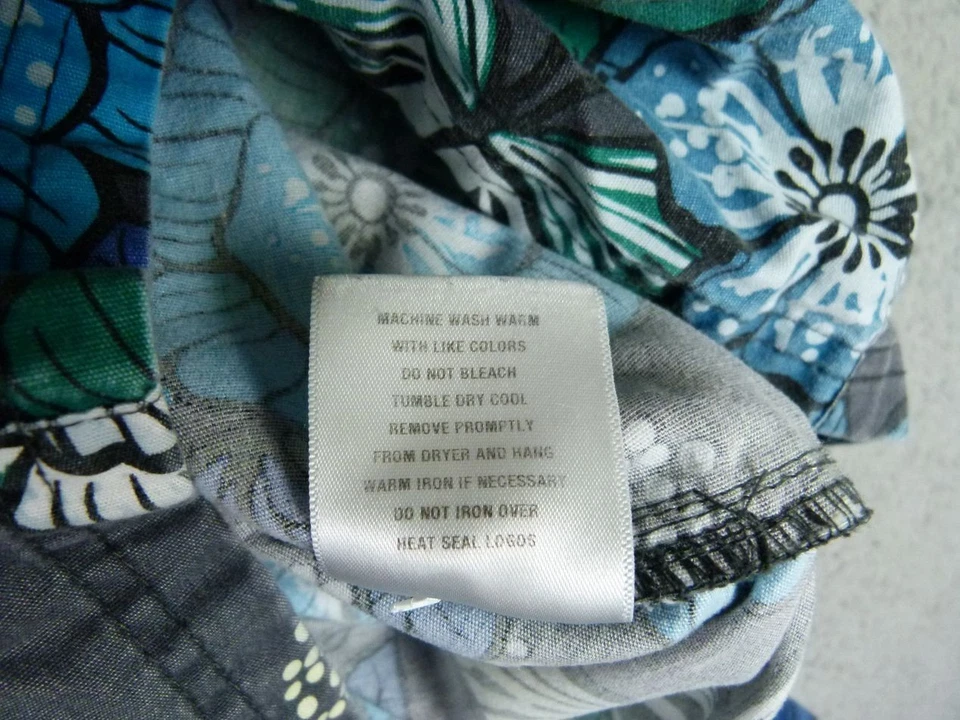 MACHINE WASH WARM
WITH LIKE COLORS
DO NOT BLEACH
TUMBLE DRY COOL
REMOVE PROMPTLY
FROM DRYER AND HANG
WARM IRON IF NECESSARY
DO NOT IRON OVER
HEAT SEAL LOGOS